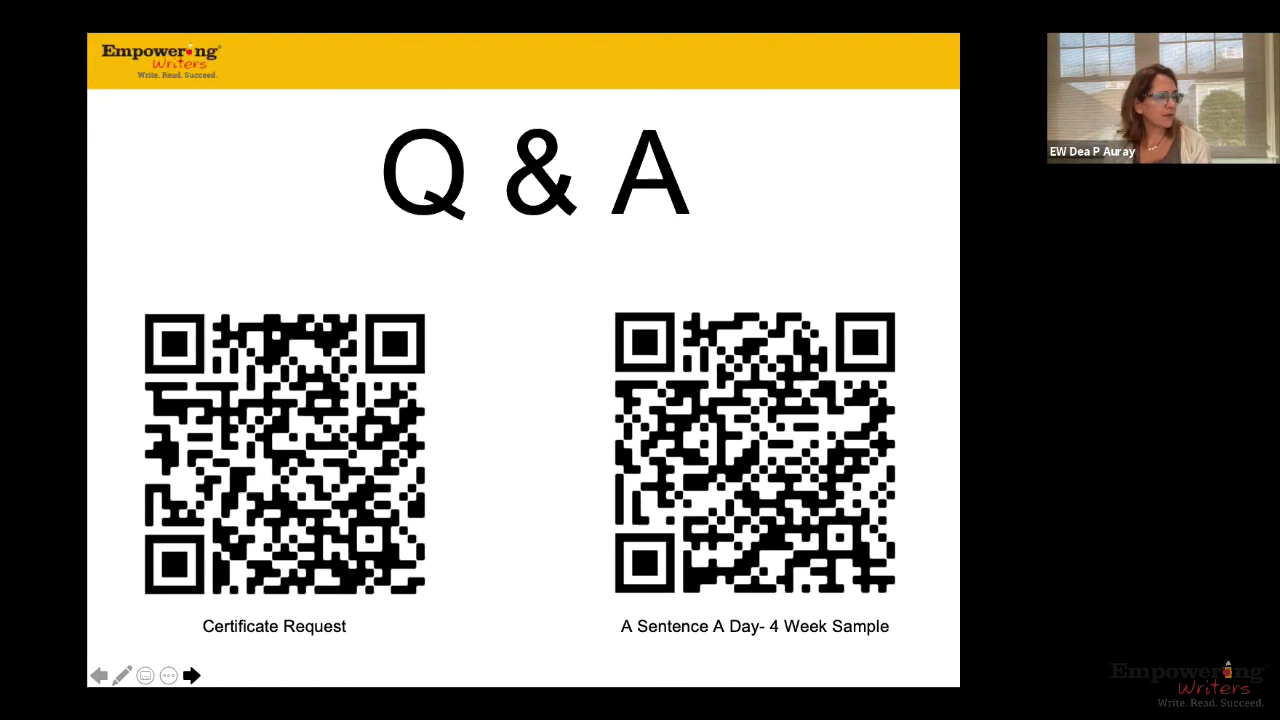 Empowering
Writers
Write. Read. Succeed.
Q & A
EW Dea P Auray
Certificate Request
A Sentence A Day- 4 Week Sample
Empowering
Writers
Write. Read. Succeed.